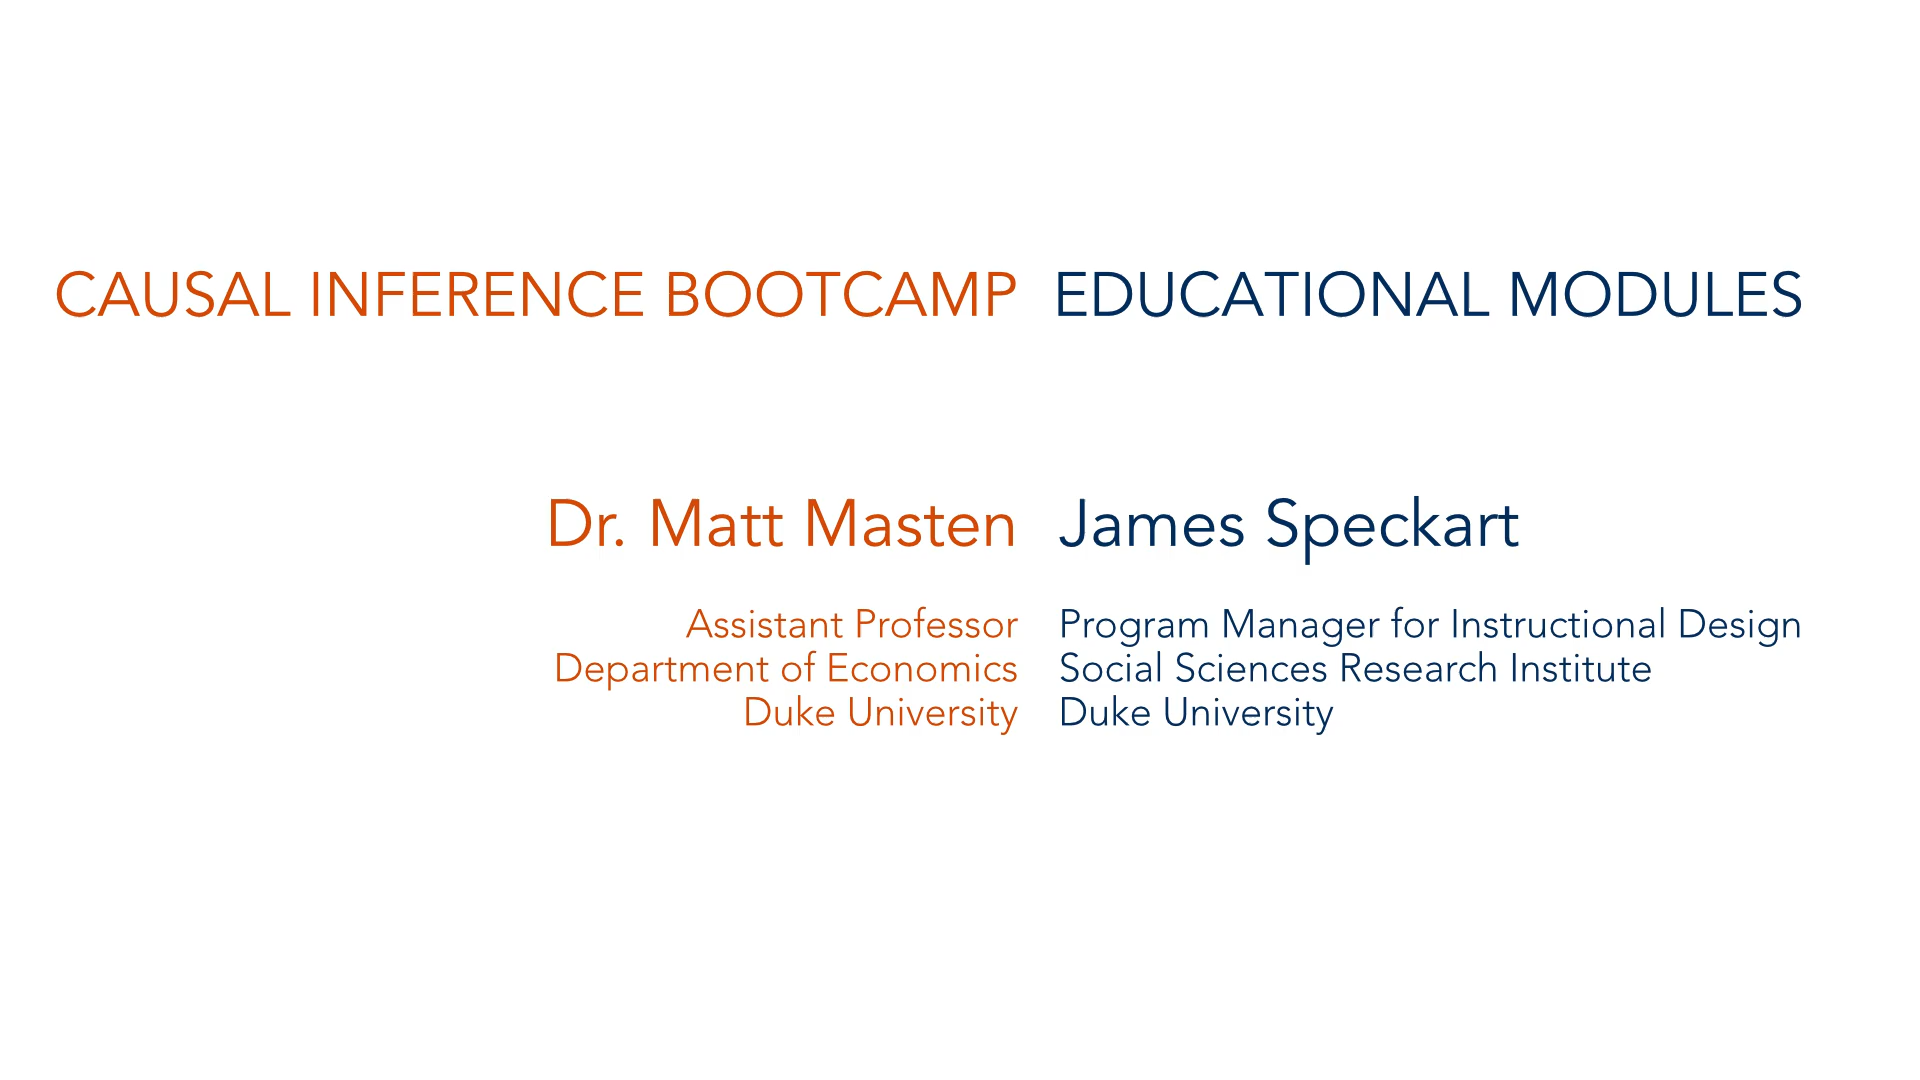 CAUSAL INFERENCE BOOTCAMP EDUCATIONAL MODULES
Dr. Matt Masten
Assistant Professor
Department of Economics
Duke University
James Speckart
Program Manager for Instructional Design
Social Sciences Research Institute
Duke University